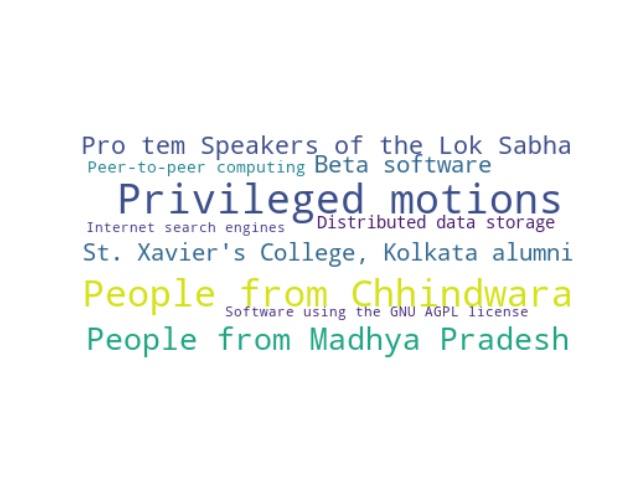 Pro tem Speakers of the Lok Sabha
Peer-to-peer computing Beta software
Privileged motions
Internet search engines Distributed data storage
St. Xavier's College, Kolkata alumni
People from Chhindwara
Software using the GNU AGPL license
People from Madhya Pradesh